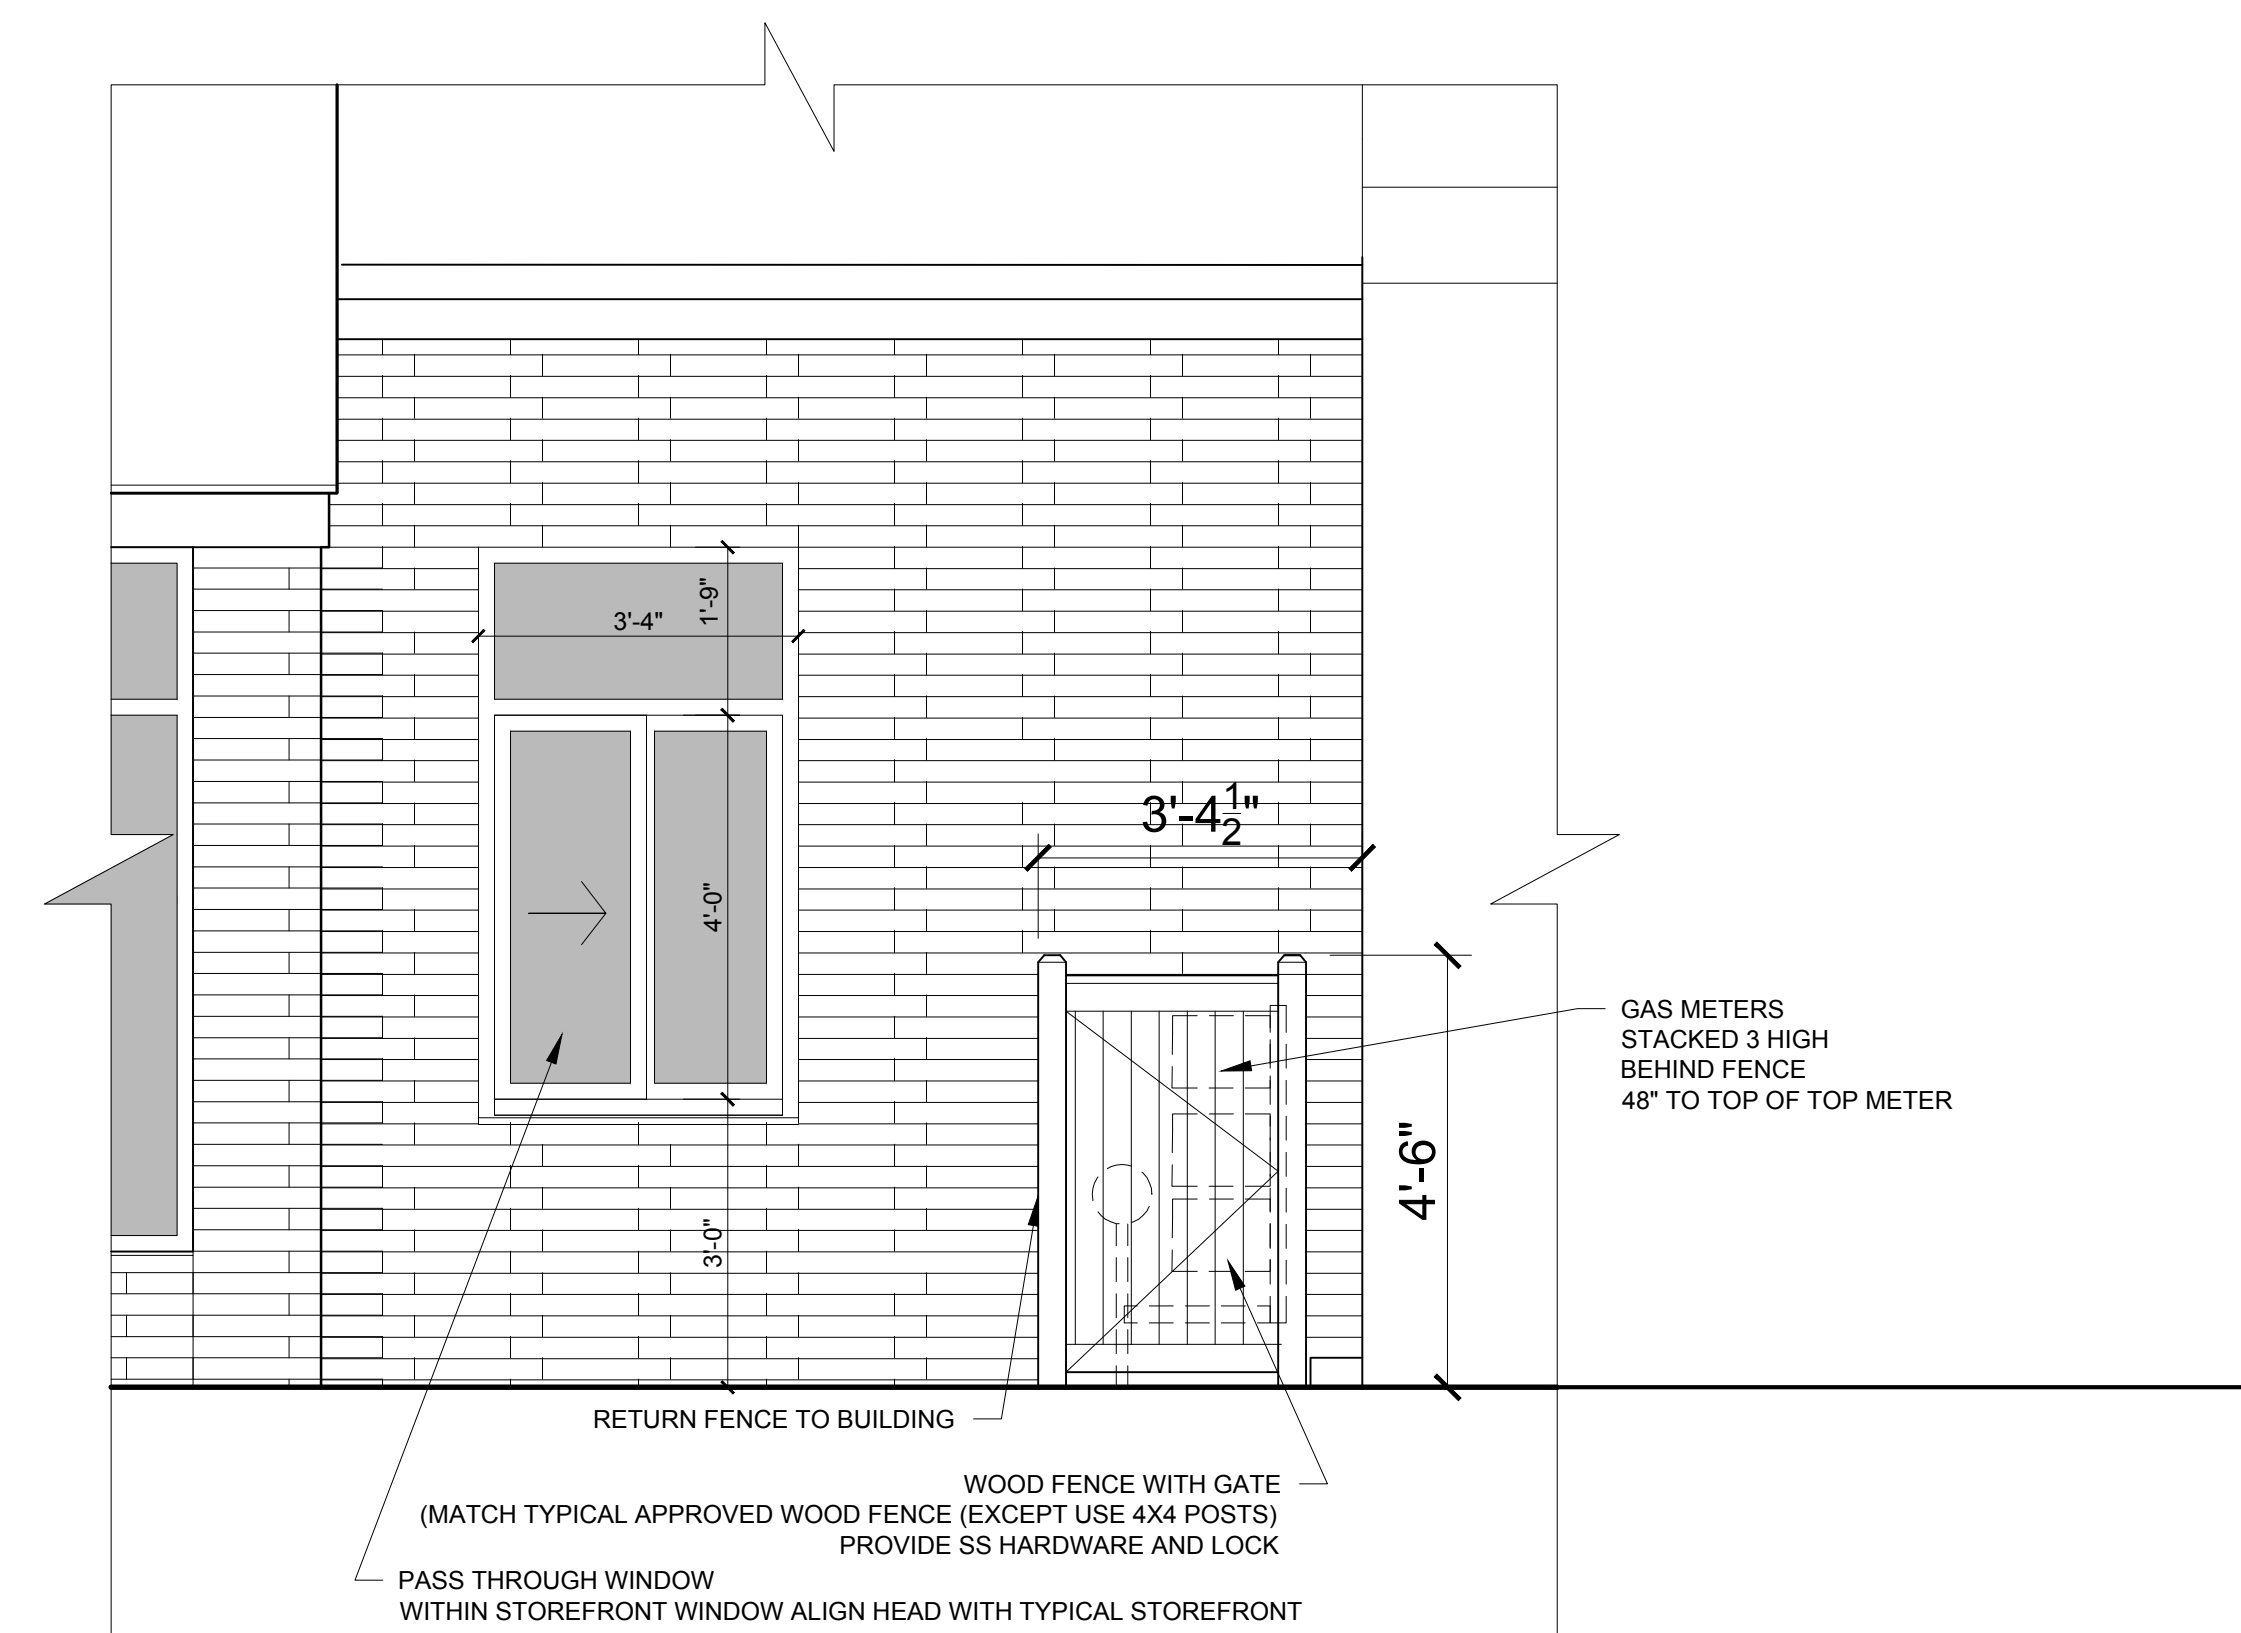 1'-9"
3'-4"
3'-4 1/2"
4'-0"
GAS METERS
STACKED 3 HIGH
BEHIND FENCE
48" TO TOP OF TOP METER
4'-6"
3'-0"
RETURN FENCE TO BUILDING
WOOD FENCE WITH GATE
(MATCH TYPICAL APPROVED WOOD FENCE (EXCEPT USE 4X4 POSTS)
PROVIDE SS HARDWARE AND LOCK
PASS THROUGH WINDOW
WITHIN STOREFRONT WINDOW ALIGN HEAD WITH TYPICAL STOREFRONT